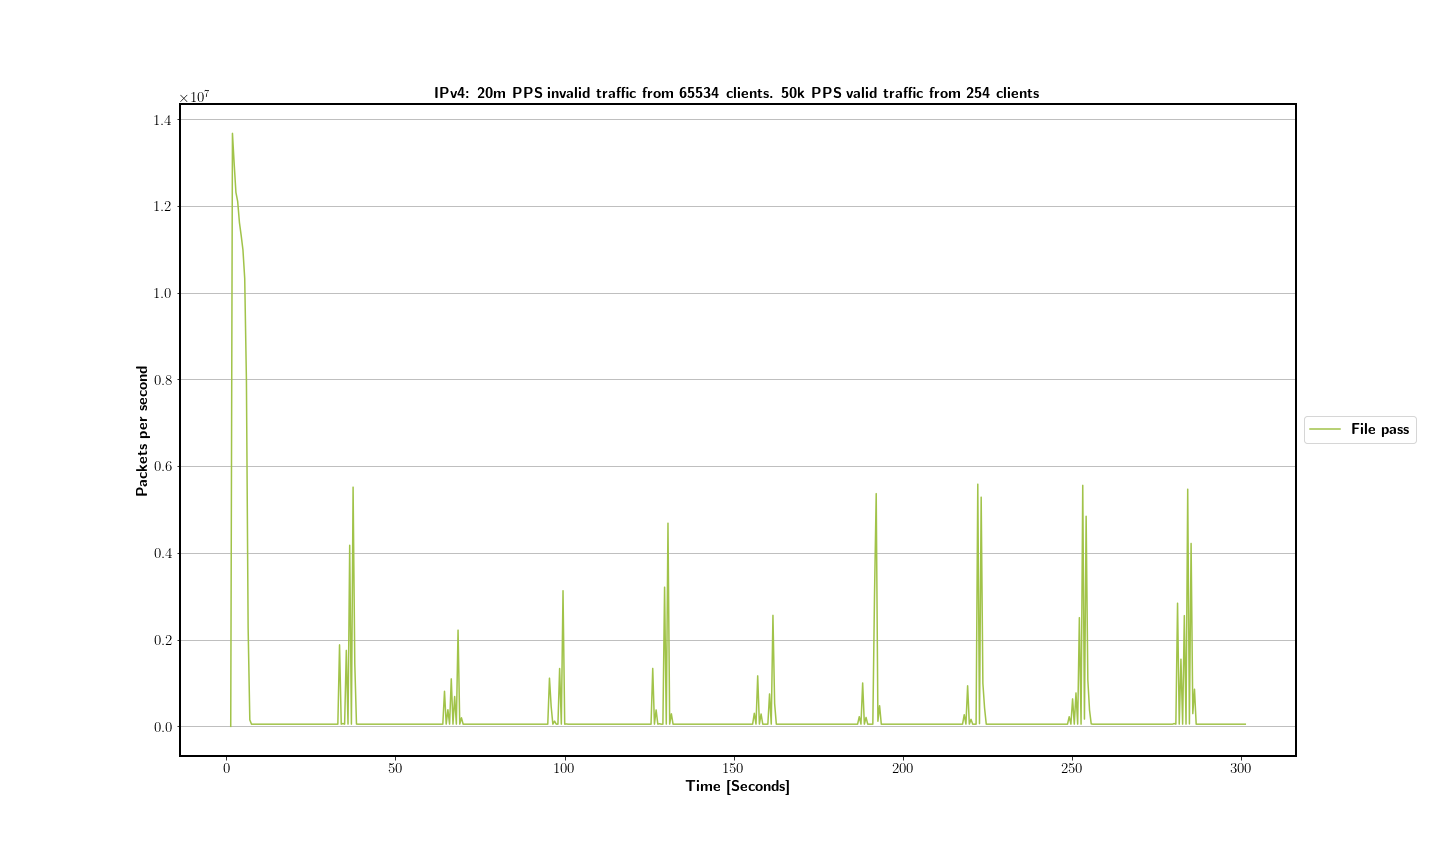 IPv4: 20m PPS invalid traffic from 65534 clients. 50k PPS valid traffic from 254 clients
×10⁷
1.4
1.2
1.0
0.8
0.6
0.4
0.2
0.0
Packets per second
0 50 100 150 200 250 300
Time [Seconds]
File pass